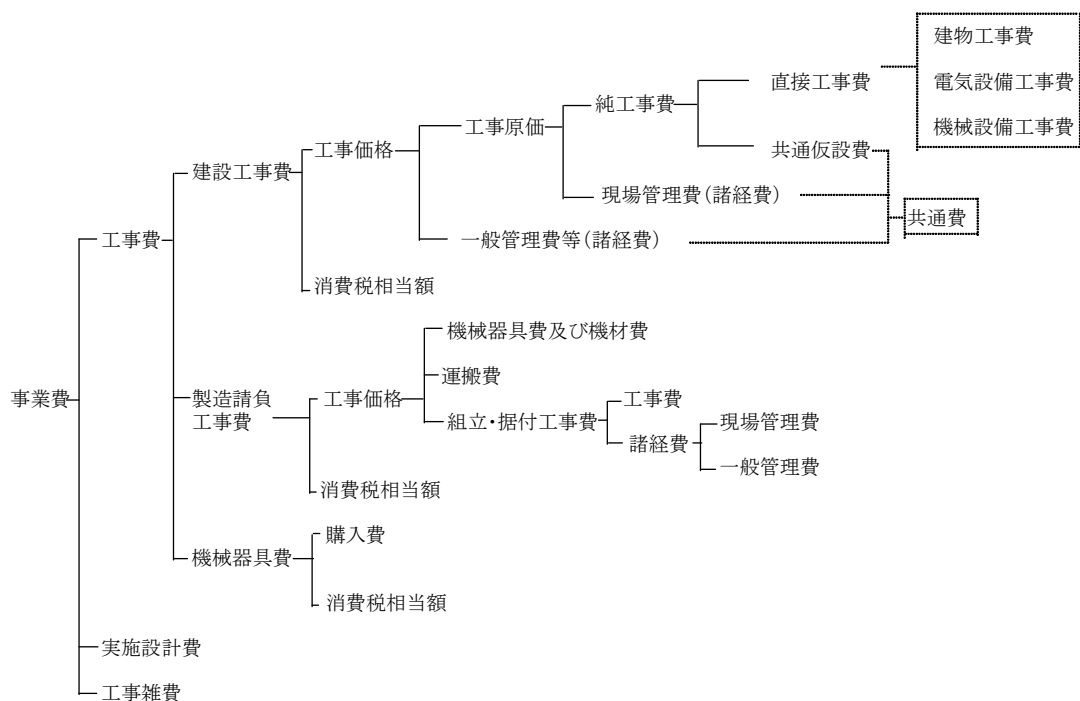 建物工事費
電気設備工事費
機械設備工事費
直接工事費
純工事費
共通仮設費
工事原価
工事価格
現場管理費(諸経費)
建設工事費
共通費
一般管理費等(諸経費)
工事費
消費税相当額
機械器具費及び機材費
運搬費
工事価格
製造請負
工事費
事業費
組立・据付工事費
工事費
諸経費
現場管理費
一般管理費
消費税相当額
購入費
機械器具費
消費税相当額
実施設計費
工事雑費